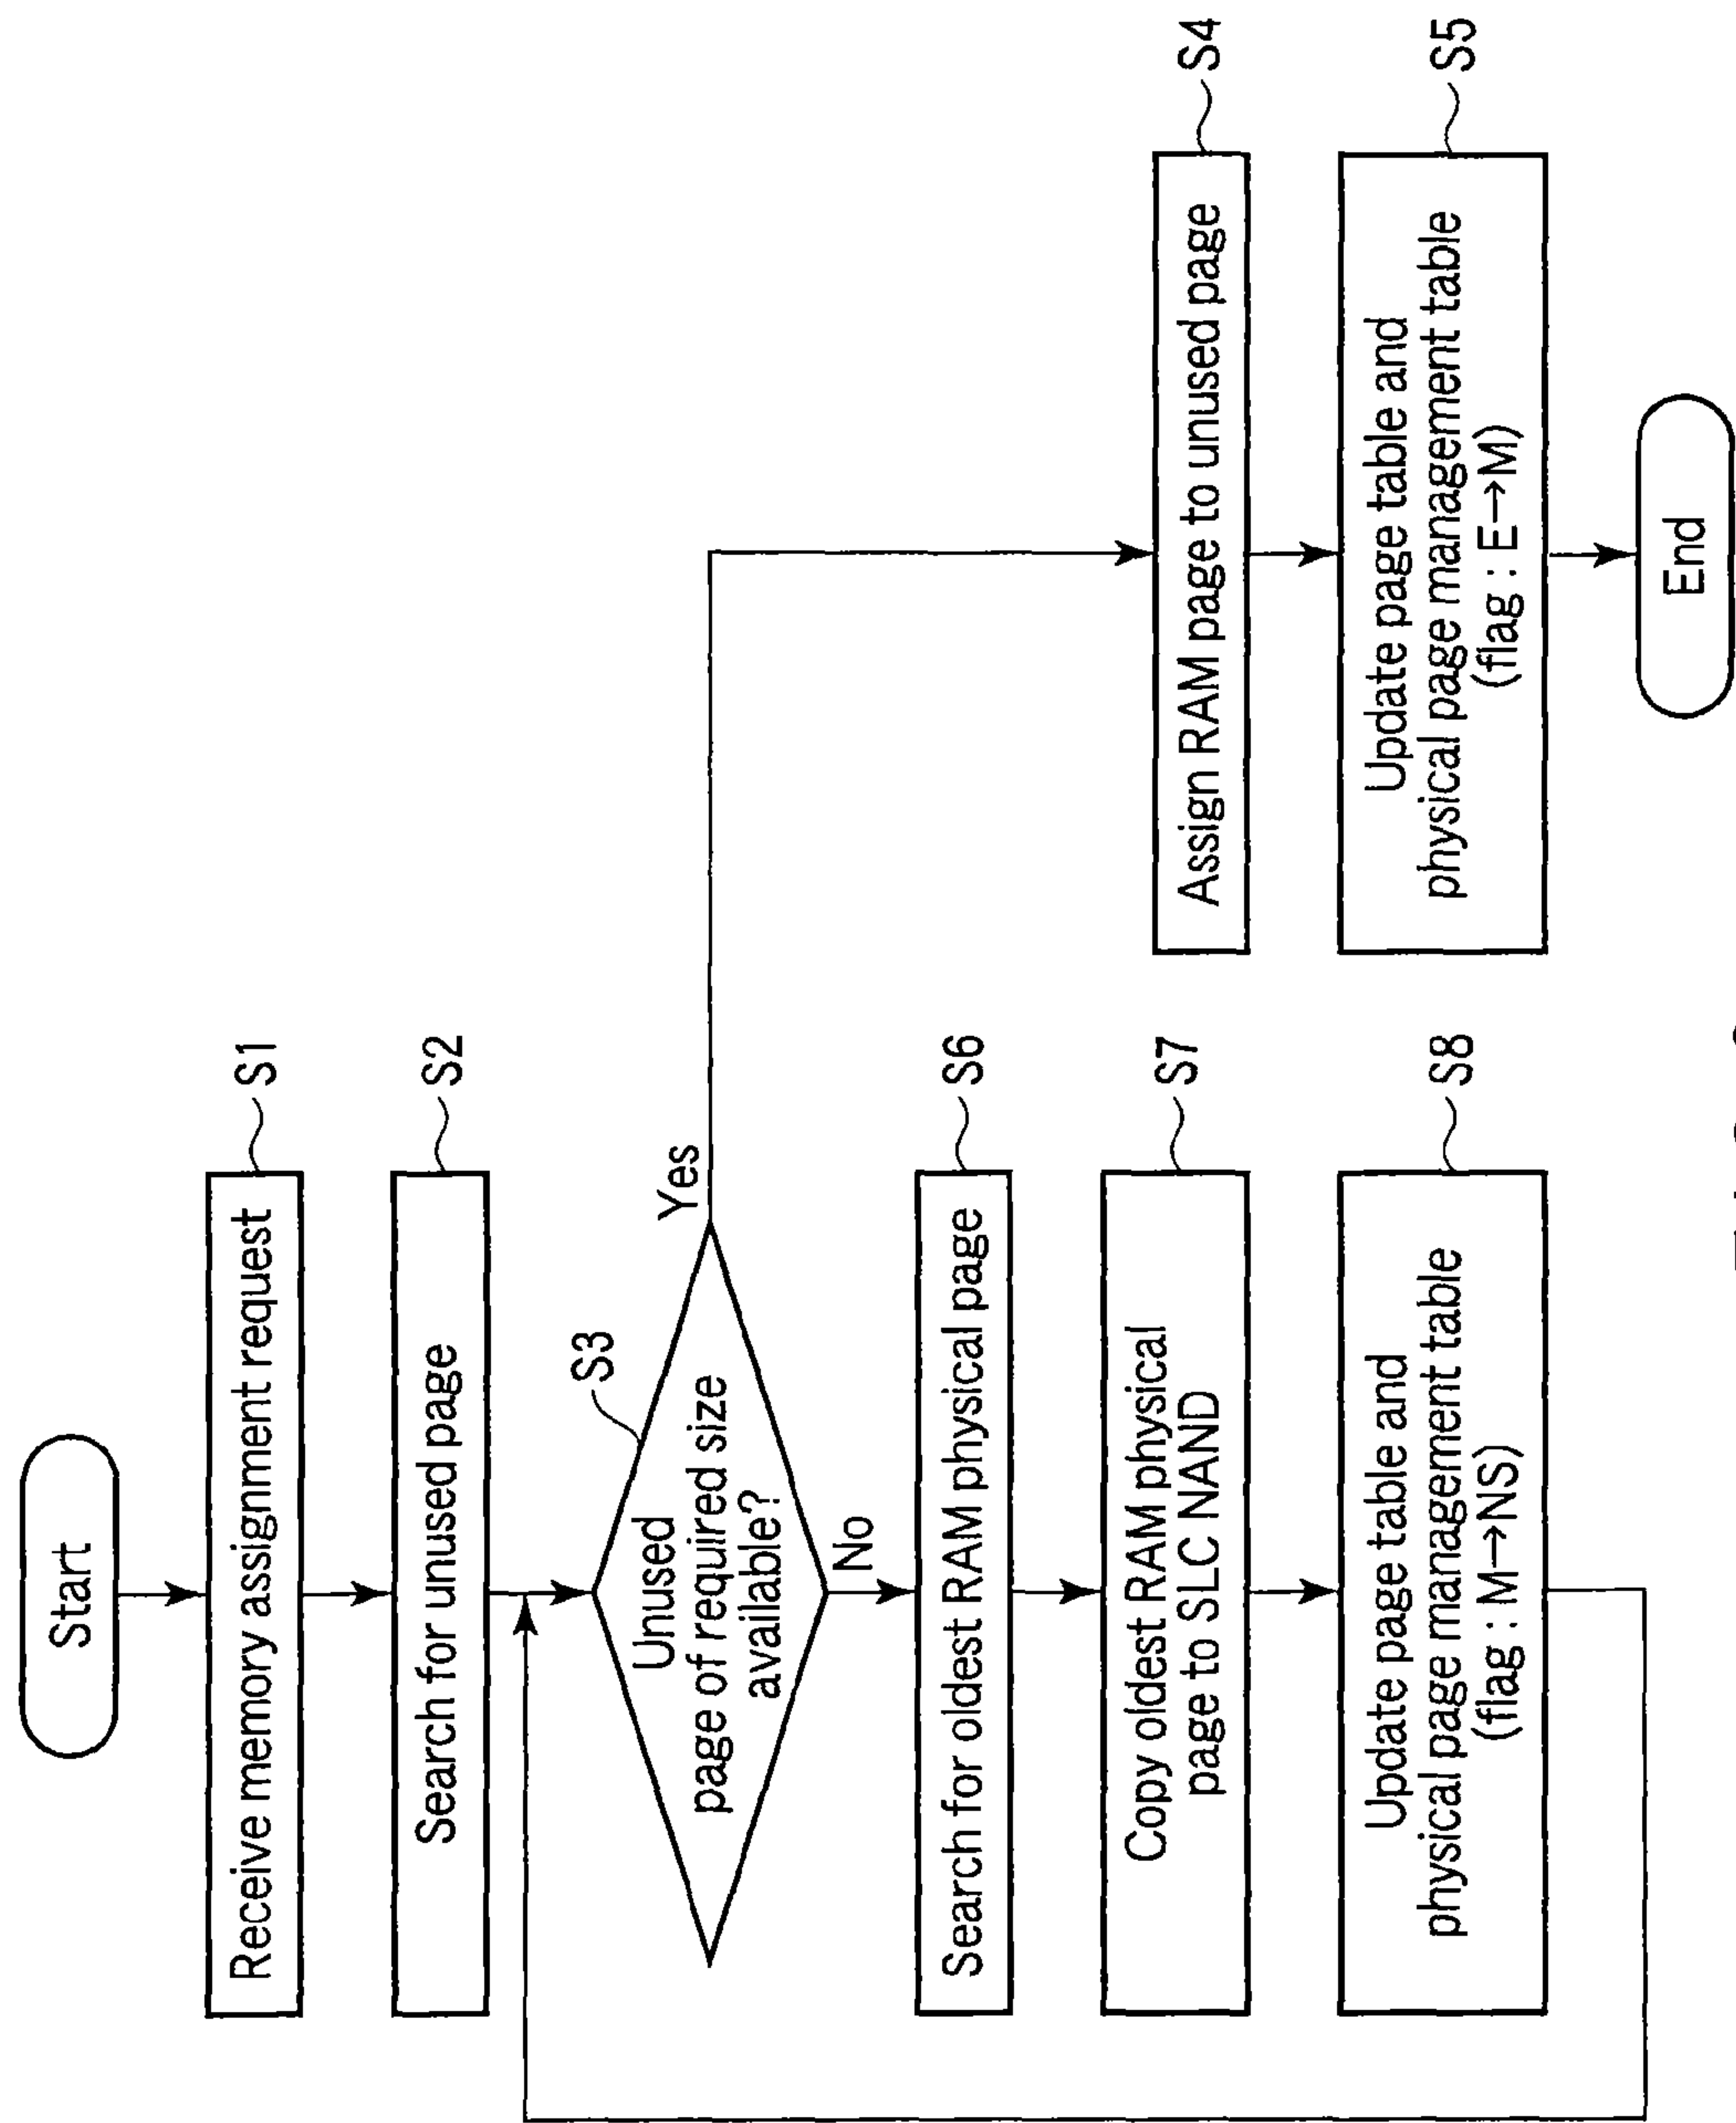 Start
Receive memory assignment request
S1
Search for unused page
S2
S3
Unused
page of required size
available?
Yes
No
Assign RAM page to unused page
S4
Update page table and
physical page management table
(flag : E→M)
S5
End
Search for oldest RAM physical page
S6
Copy oldest RAM physical
page to SLC NAND
S7
Update page table and
physical page management table
(flag : M→NS)
S8